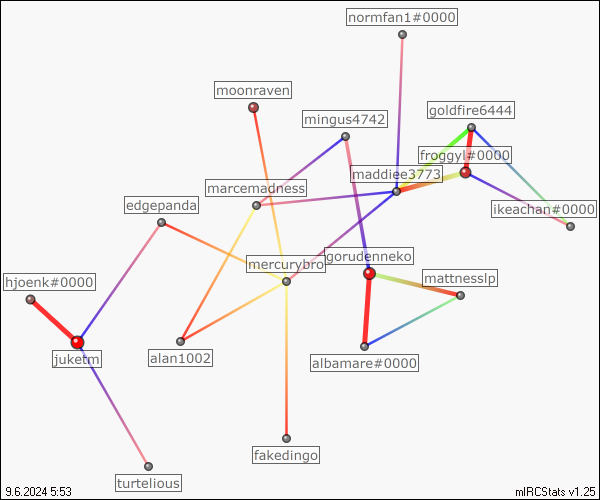 normfan1#0000
moonraven
goldfire6444
mingus4742
froggyl#0000
maddiee3773
marcemadness
edgepanda
ikeachan#0000
gorudenneko
mercurybro
mattnesslp
hjoenk#0000
juketm
alan1002
albamare#0000
fakedingo
turtelious
9.6.2024 5:53
mIRCStats v1.25